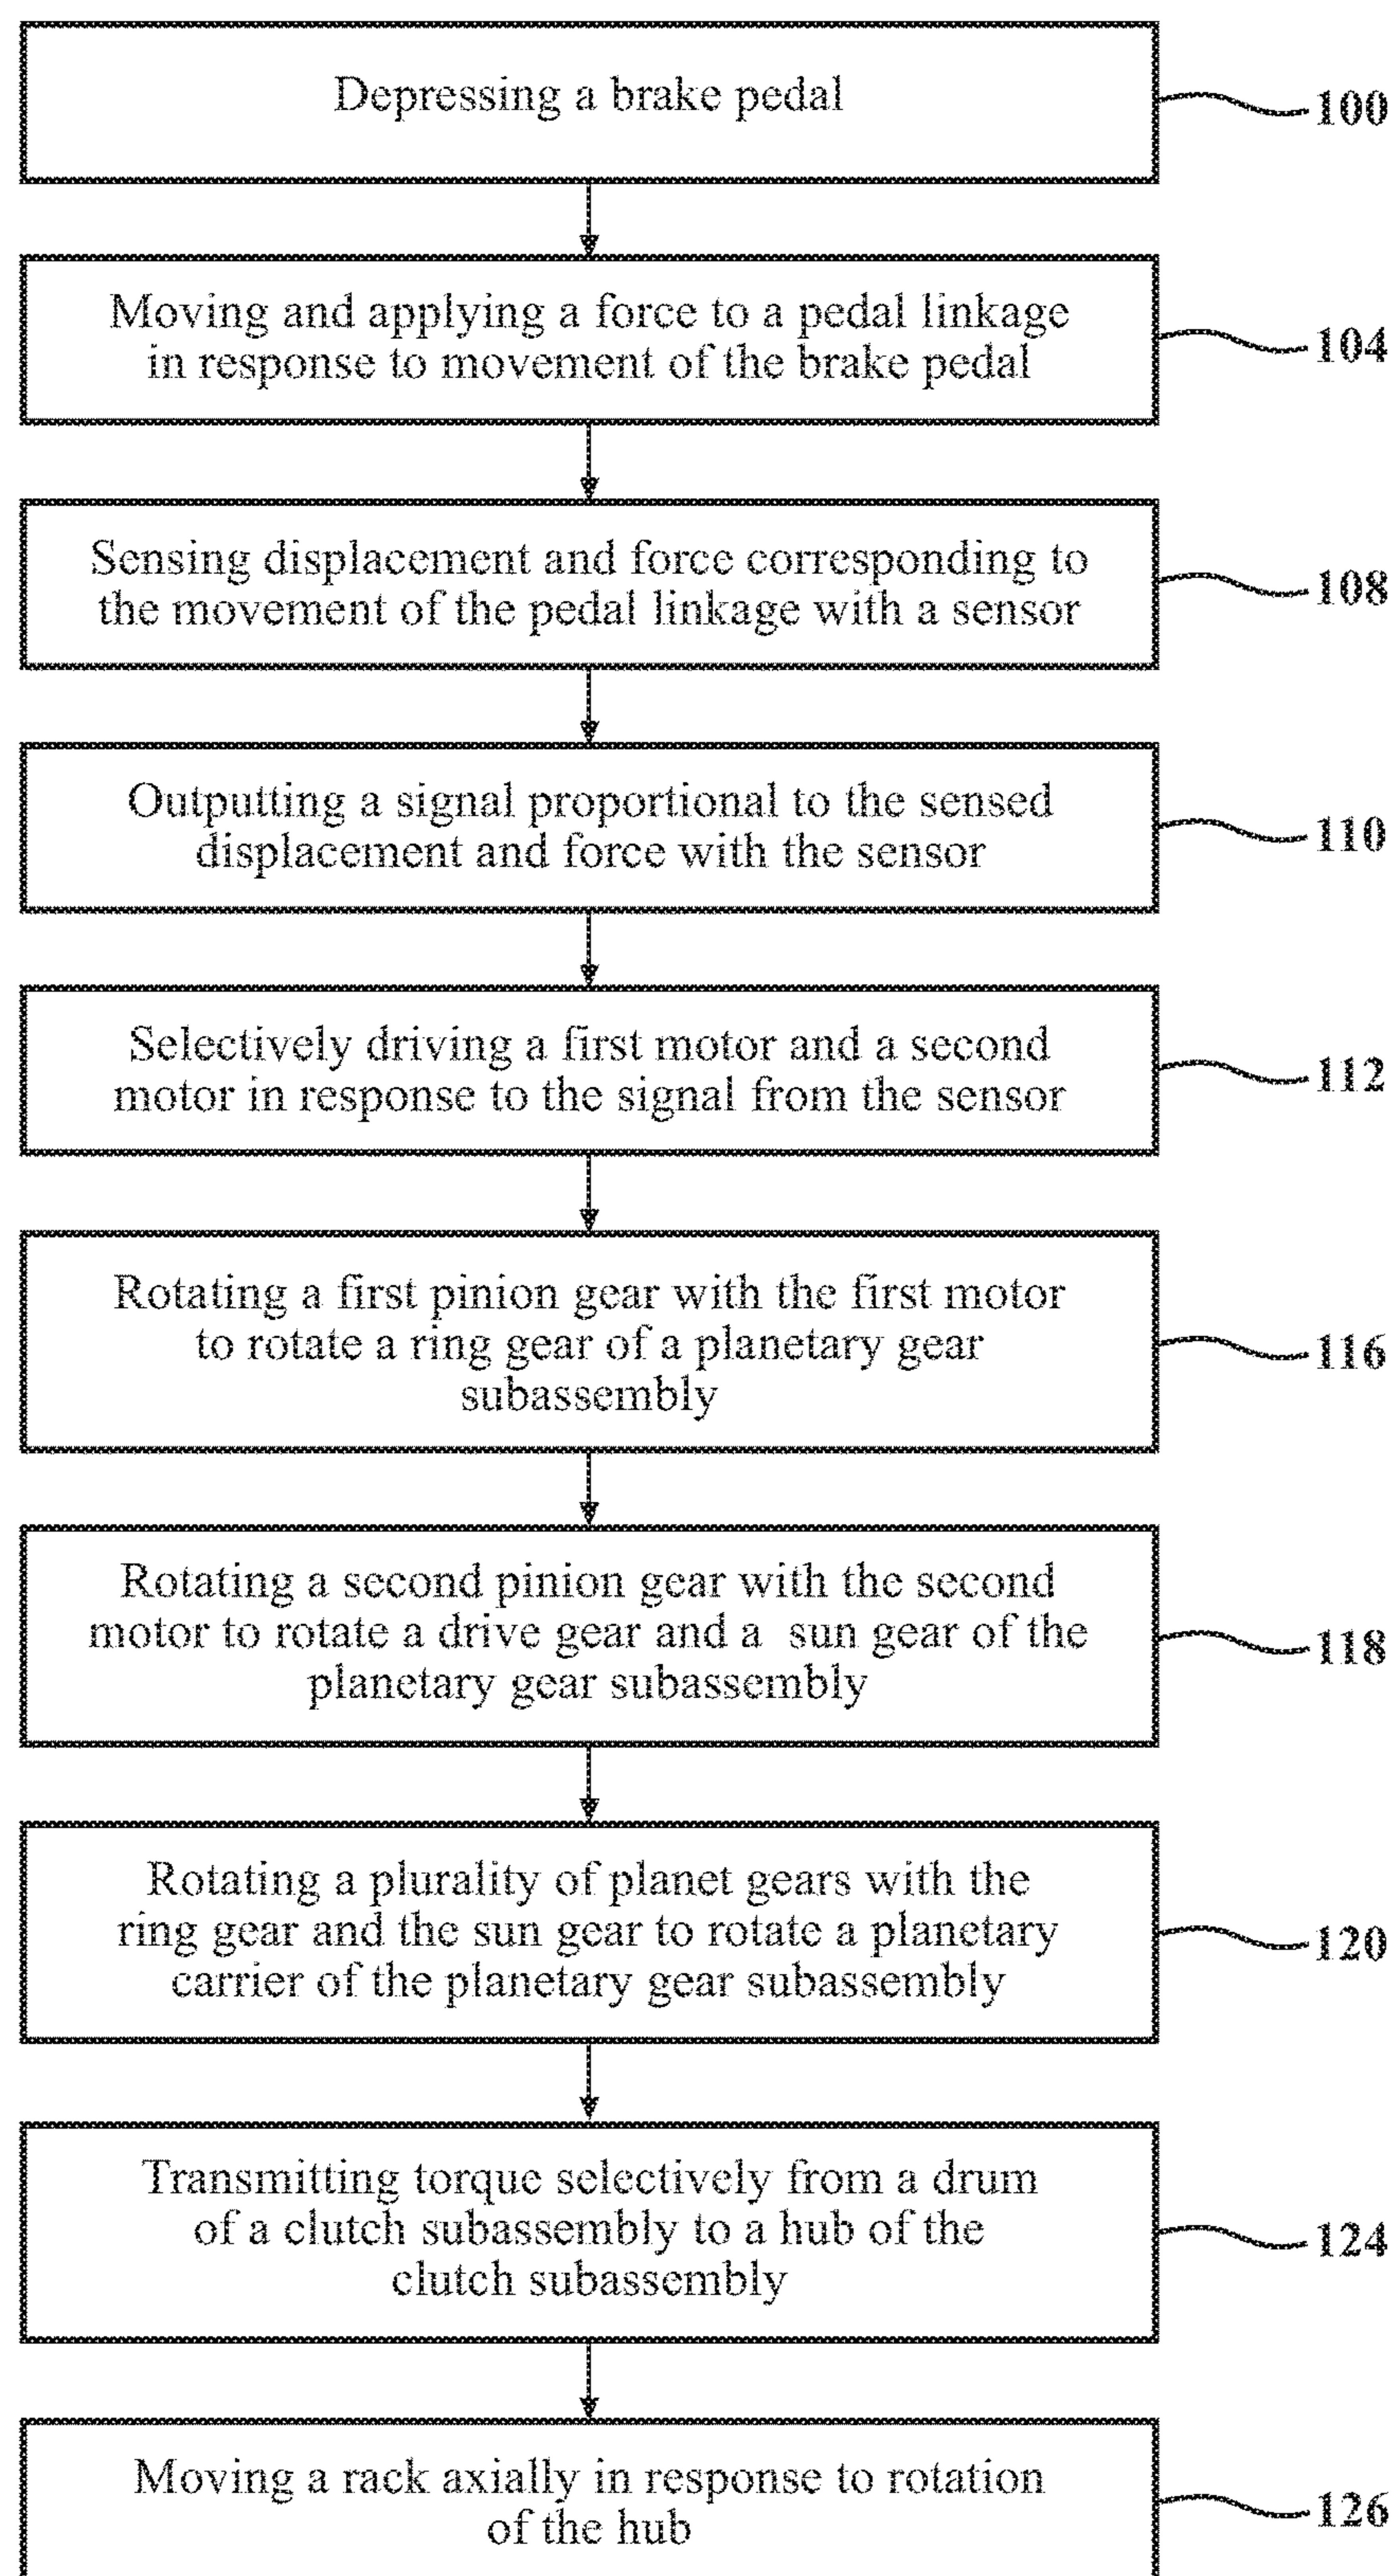 Depressing a brake pedal
100
Moving and applying a force to a pedal linkage
in response to movement of the brake pedal
104
Sensing displacement and force corresponding to
the movement of the pedal linkage with a sensor
108
Outputting a signal proportional to the sensed
displacement and force with the sensor
110
Selectively driving a first motor and a second
motor in response to the signal from the sensor
112
Rotating a first pinion gear with the first motor
to rotate a ring gear of a planetary gear
subassembly
116
Rotating a second pinion gear with the second
motor to rotate a drive gear and a sun gear of the
planetary gear subassembly
118
Rotating a plurality of planet gears with the
ring gear and the sun gear to rotate a planetary
carrier of the planetary gear subassembly
120
Transmitting torque selectively from a drum
of a clutch subassembly to a hub of the
clutch subassembly
124
Moving a rack axially in response to rotation
of the hub
126